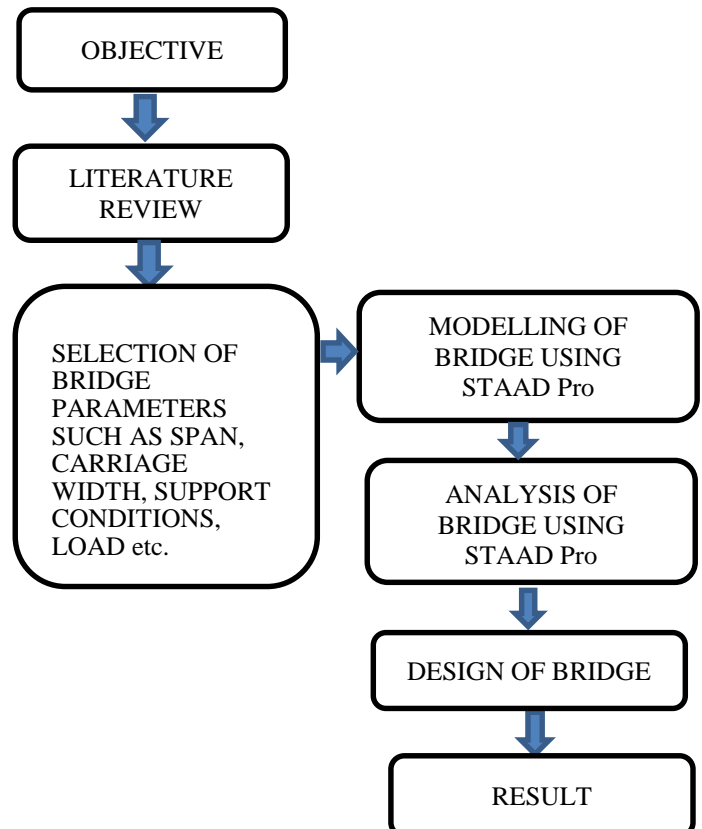 OBJECTIVE
LITERATURE
REVIEW
SELECTION OF
BRIDGE
PARAMETERS
SUCH AS SPAN,
CARRIAGE
WIDTH, SUPPORT
CONDITIONS,
LOAD etc.
MODELLING OF
BRIDGE USING
STAAD Pro
ANALYSIS OF
BRIDGE USING
STAAD Pro
DESIGN OF BRIDGE
RESULT